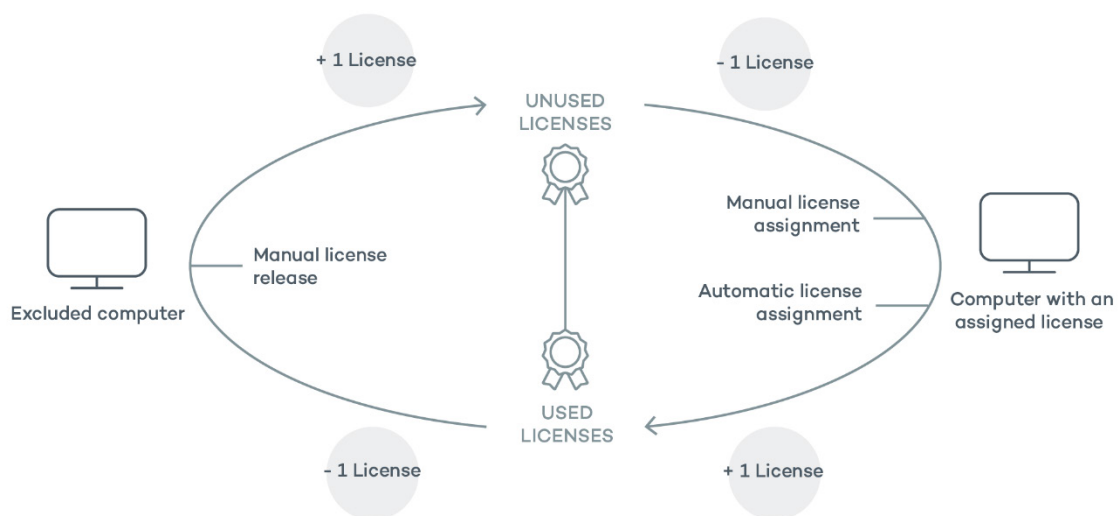 + 1 License
- 1 License
UNUSED
LICENSES
Manual license
assignment
Manual license
release
Automatic license
assignment
Excluded computer
Computer with an
assigned license
USED
LICENSES
- 1 License
+ 1 License